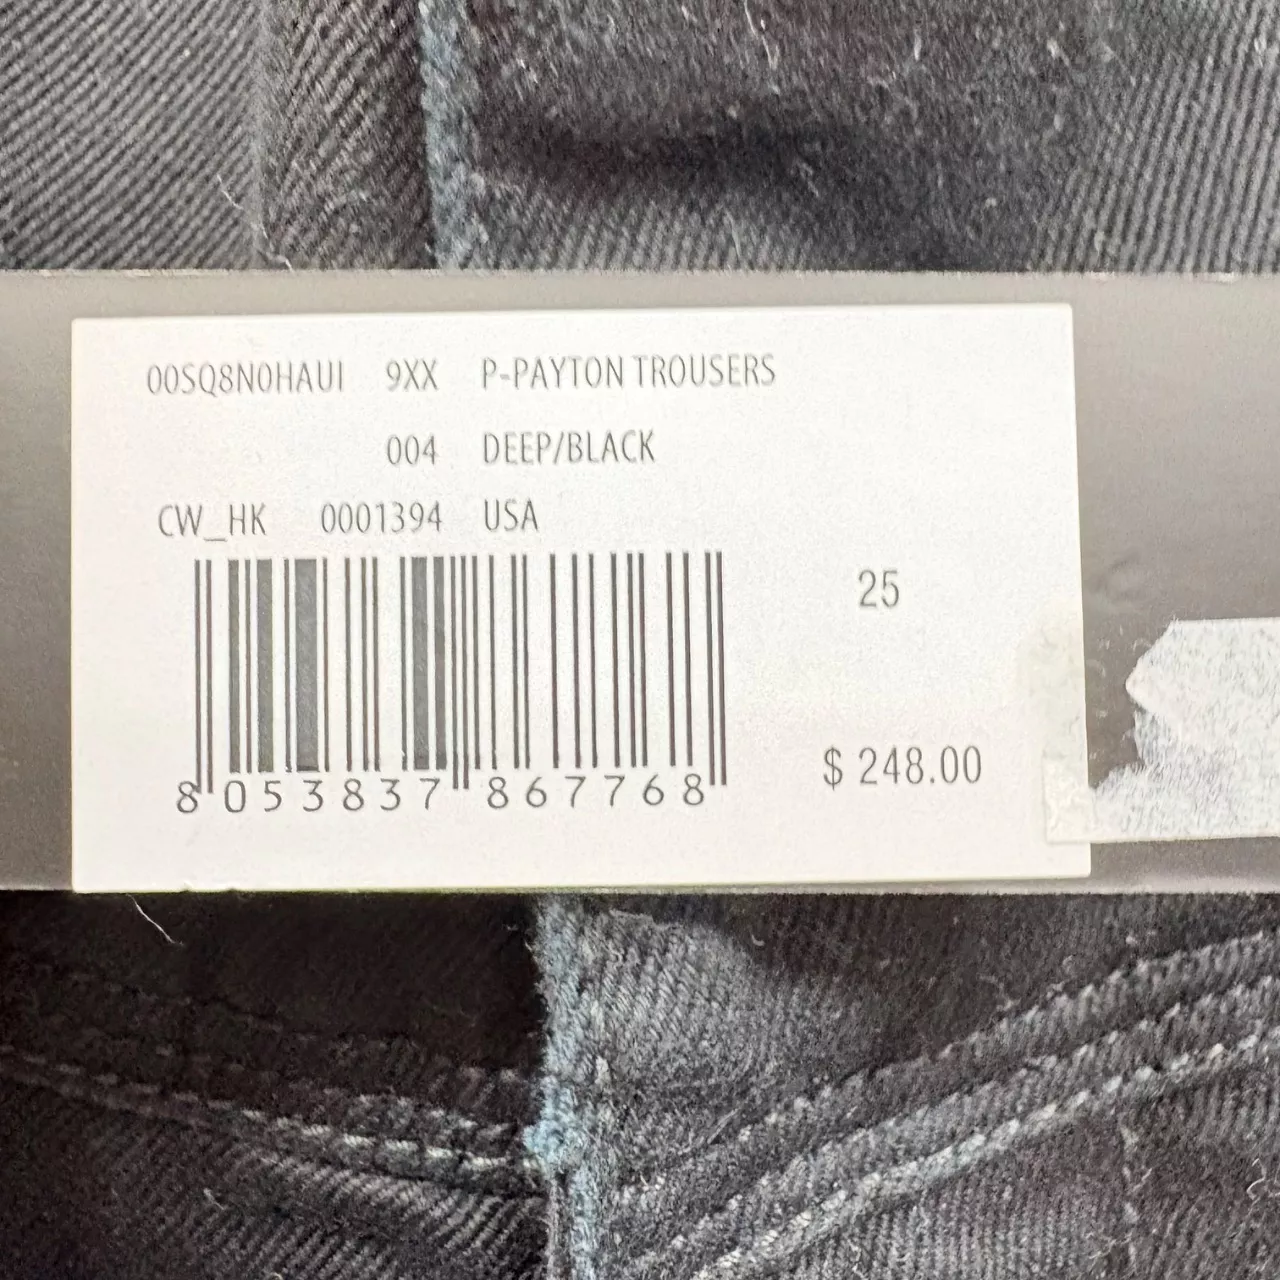 00SQ8N0HAUI 9XX P-PAYTON TROUSERS
004 DEEP/BLACK
CW_HK 0001394 USA
25
$ 248.00
8 053837 867768